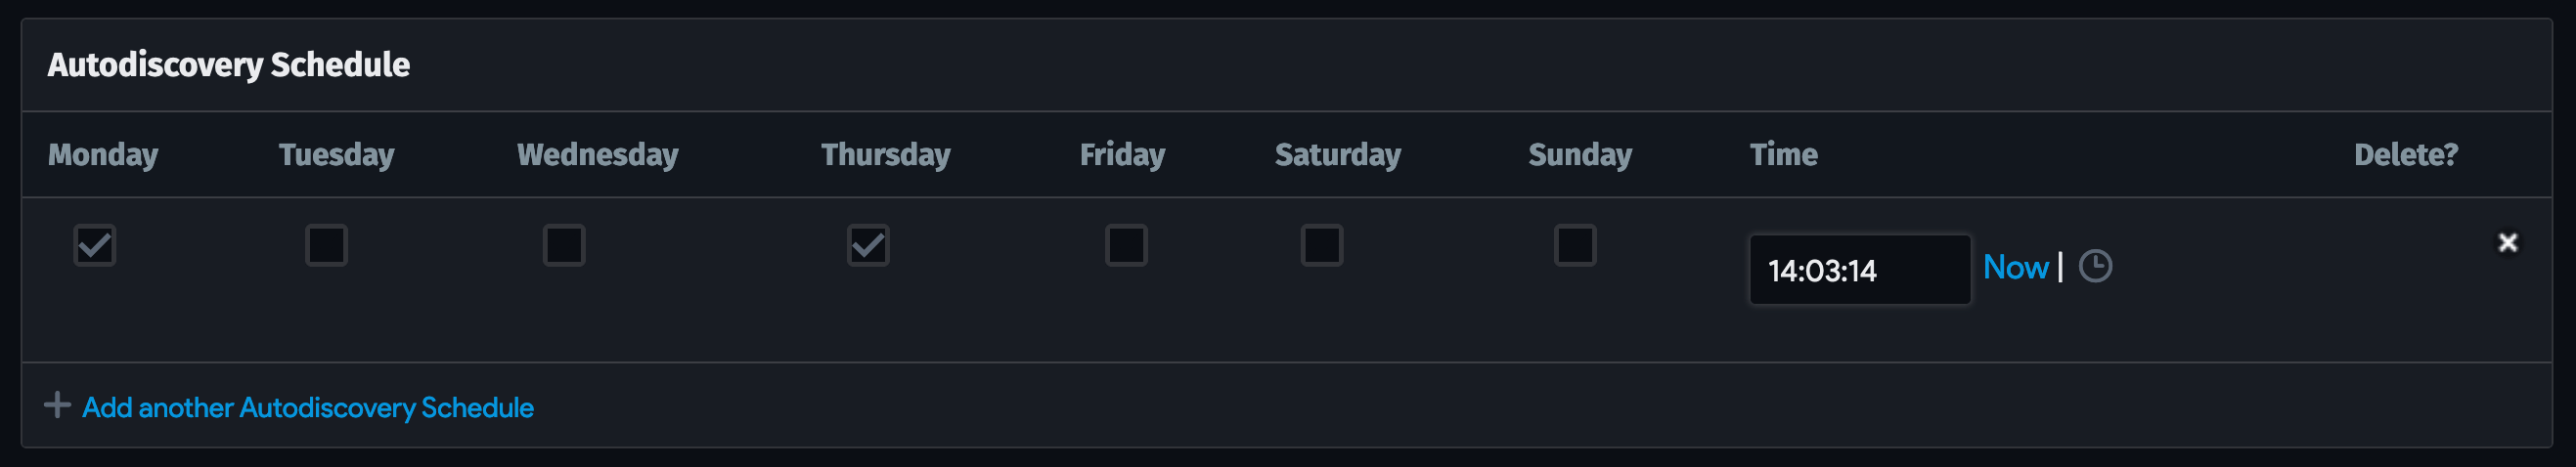 Autodiscovery Schedule
Monday Tuesday Wednesday Thursday Friday Saturday Sunday Time Delete?
14:03:14 Now |
Add another Autodiscovery Schedule